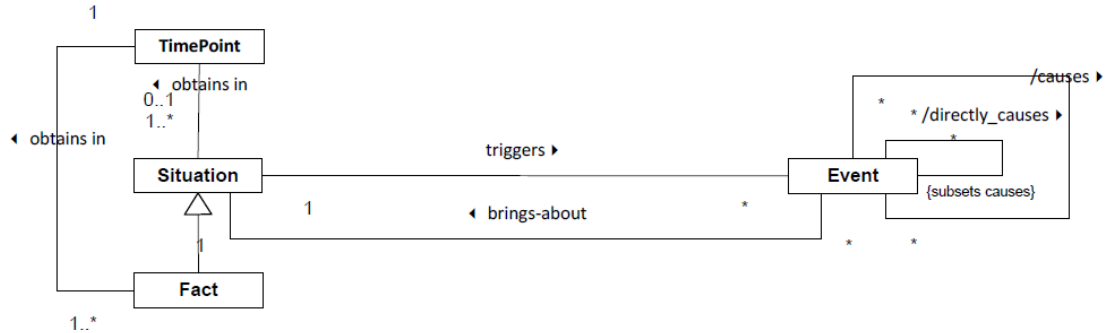 1
TimePoint
◂ obtains in
0..1
1..*
◂ obtains in
/causes ▸
*
* /directly_causes ▸
*
triggers ▸
Situation
Event
{subsets causes}
1
◂ brings-about
*
1
*
*
Fact
1..*